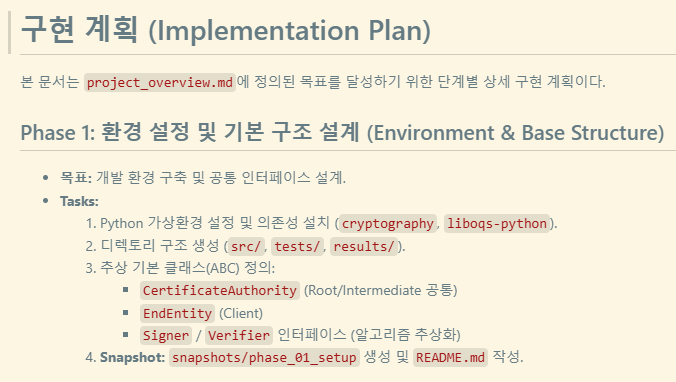 구현 계획 (Implementation Plan)
본 문서는 project_overview.md에 정의된 목표를 달성하기 위한 단계별 상세 구현 계획이다.
Phase 1: 환경 설정 및 기본 구조 설계 (Environment & Base Structure)
• 목표: 개발 환경 구축 및 공통 인터페이스 설계.
• Tasks:
1. Python 가상환경 설정 및 의존성 설치 (cryptography, liboqs-python).
2. 디렉토리 구조 생성 (src/, tests/, results/).
3. 추상 기본 클래스(ABC) 정의:
▪ CertificateAuthority (Root/Intermediate 공통)
▪ EndEntity (Client)
▪ Signer / Verifier 인터페이스 (알고리즘 추상화)
4. Snapshot: snapshots/phase_01_setup 생성 및 README.md 작성.